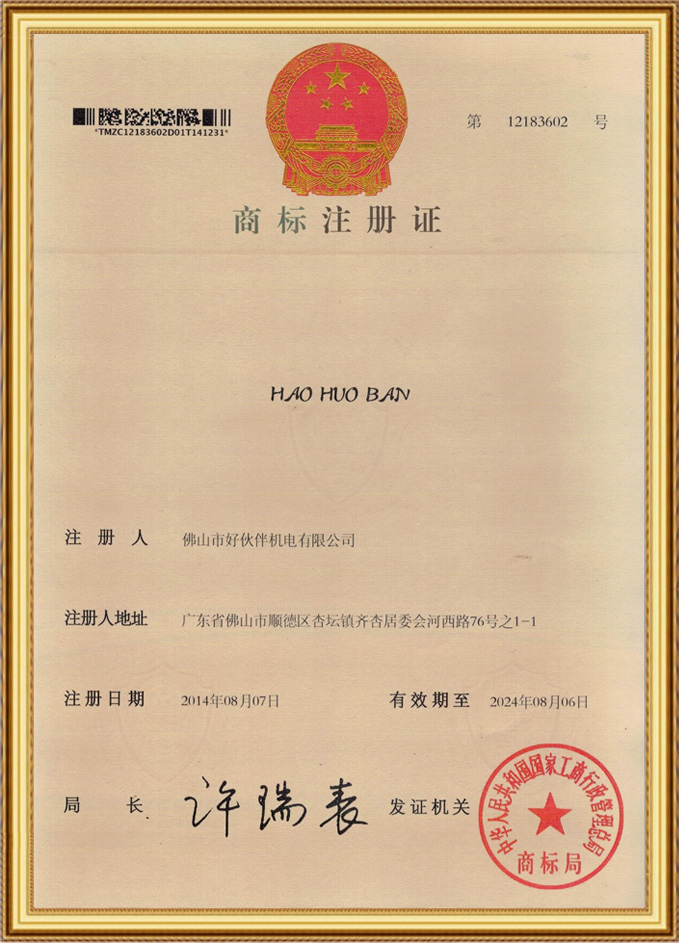 *TMZC12183602D01T141231*
第 12183602 号
商标注册证
HAO HUO BAN
注册人 佛山市好伙伴机电有限公司
注册人地址 广东省佛山市顺德区杏坛镇齐杏居委会河西路76号之1-1
注册日期 2014年08月07日 有效期至 2024年08月06日
局长 许瑞表 发证机关
中华人民共和国国家工商行政管理总局
商标局